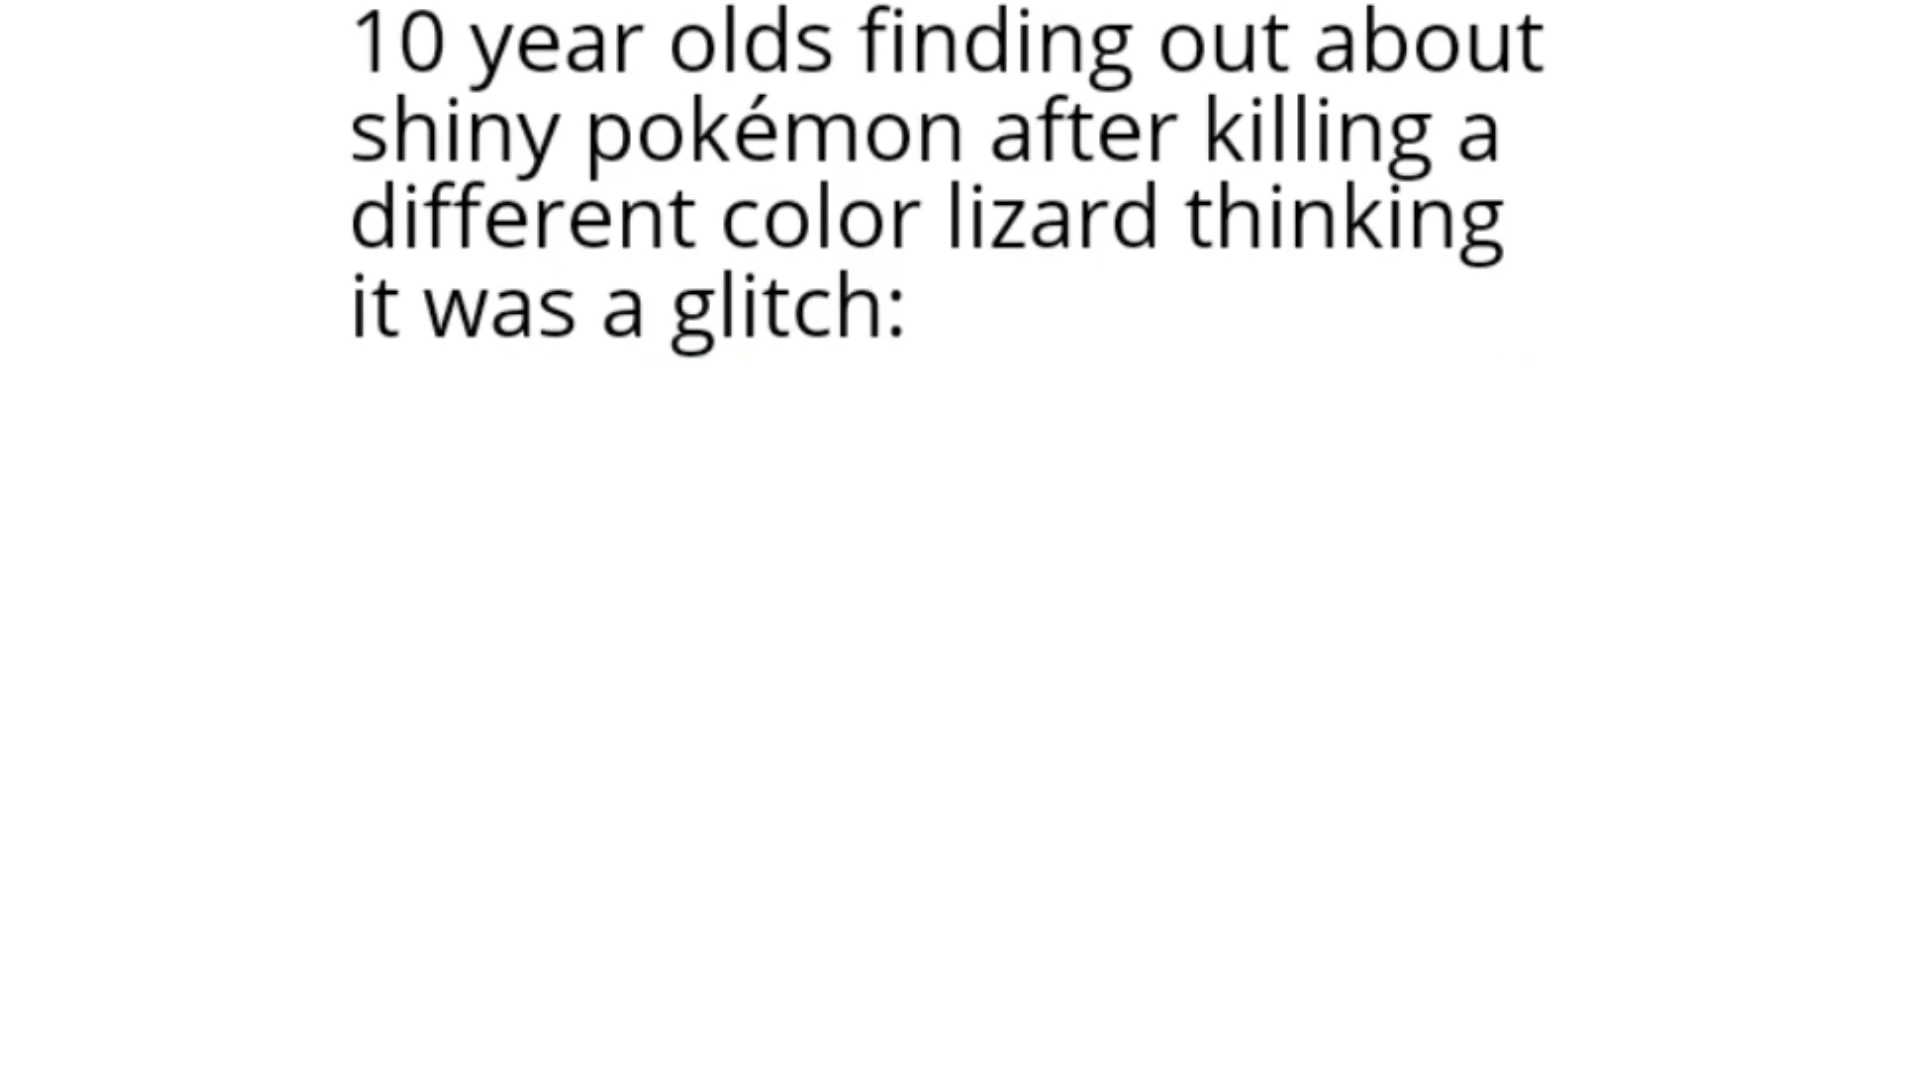 10 year olds finding out about
shiny pokémon after killing a
different color lizard thinking
it was a glitch: